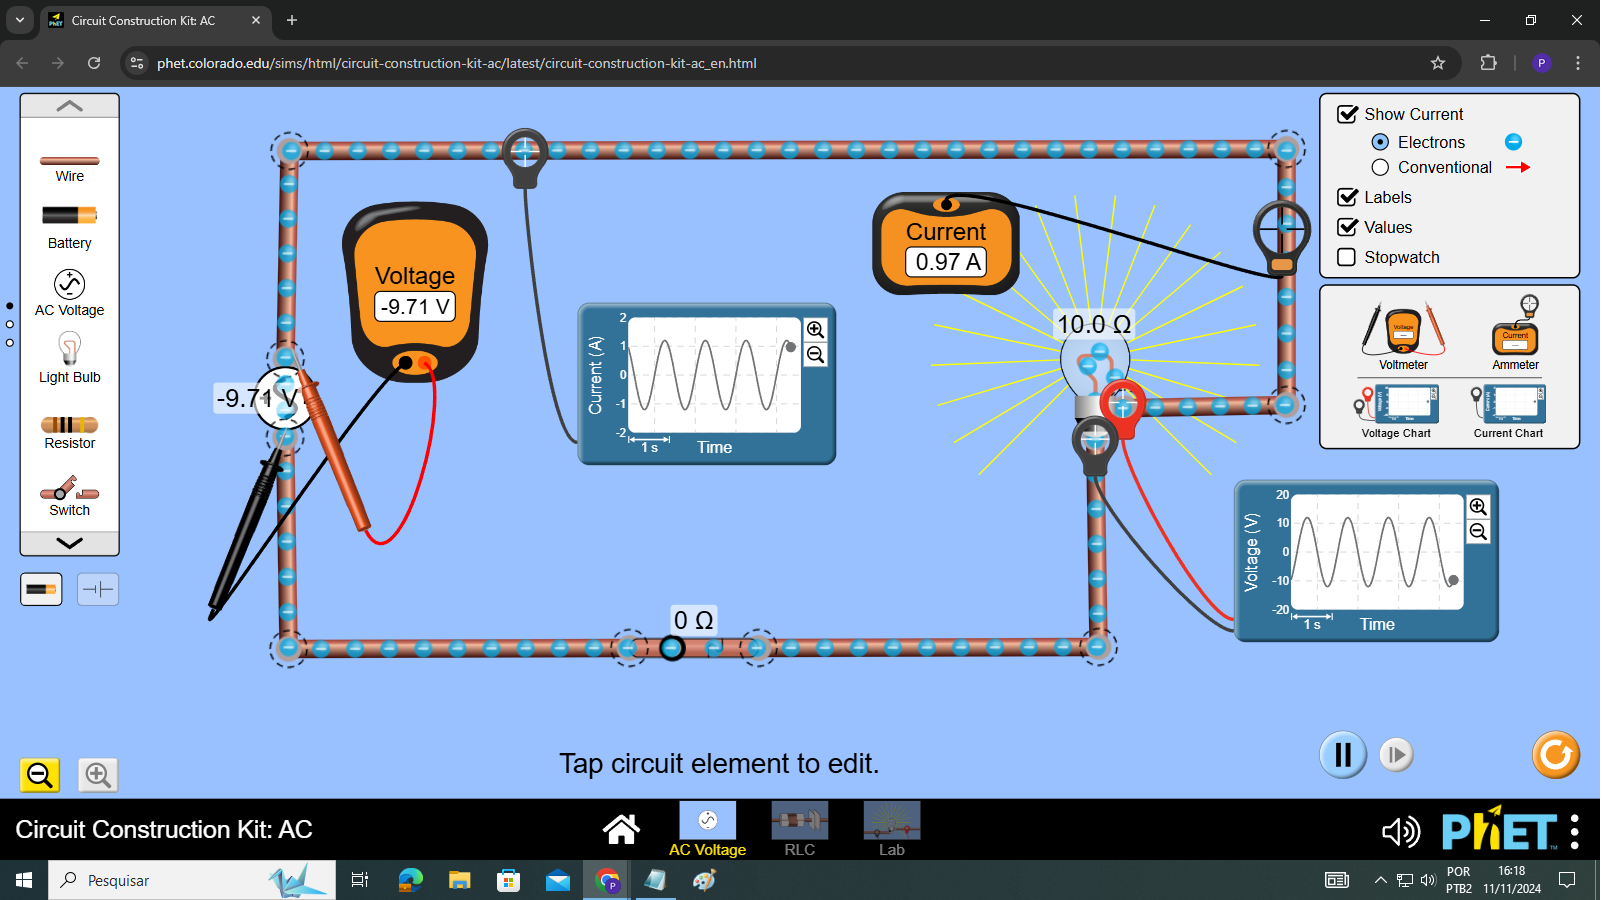 Circuit Construction Kit: AC
phet.colorado.edu/sims/html/circuit-construction-kit-ac/latest/circuit-construction-kit-ac_en.html
P
Wire
Battery
AC Voltage
Light Bulb
Resistor
Switch
Voltage
-9.71 V
-9.71 V
Current
0.97 A
10.0 Ω
0 Ω
Current (A)
2
1
0
-1
-2
1 s
Time
Voltage (V)
20
10
0
-10
-20
1 s
Time
Show Current
Electrons
Conventional
Labels
Values
Stopwatch
Voltmeter
Ammeter
Voltage Chart
Current Chart
Tap circuit element to edit.
Circuit Construction Kit: AC
AC Voltage
RLC
Lab
PhET
Pesquisar
POR
PTB2
16:18
11/11/2024